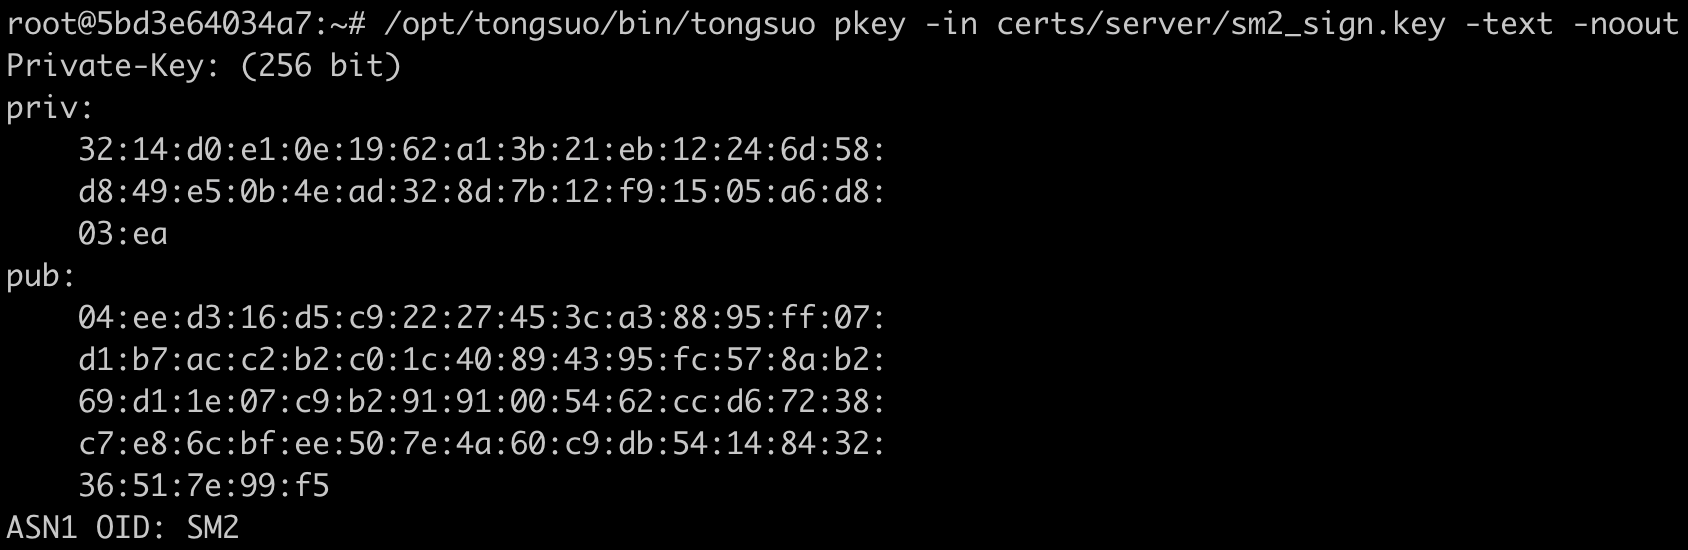 root@5bd3e64034a7:~# /opt/tongsuo/bin/tongsuo pkey -in certs/server/sm2_sign.key -text -noout
Private-Key: (256 bit)
priv:
    32:14:d0:e1:0e:19:62:a1:3b:21:eb:12:24:6d:58:
    d8:49:e5:0b:4e:ad:32:8d:7b:12:f9:15:05:a6:d8:
    03:ea
pub:
    04:ee:d3:16:d5:c9:22:27:45:3c:a3:88:95:ff:07:
    d1:b7:ac:c2:b2:c0:1c:40:89:43:95:fc:57:8a:b2:
    69:d1:1e:07:c9:b2:91:91:00:54:62:cc:d6:72:38:
    c7:e8:6c:bf:ee:50:7e:4a:60:c9:db:54:14:84:32:
    36:51:7e:99:f5
ASN1 OID: SM2